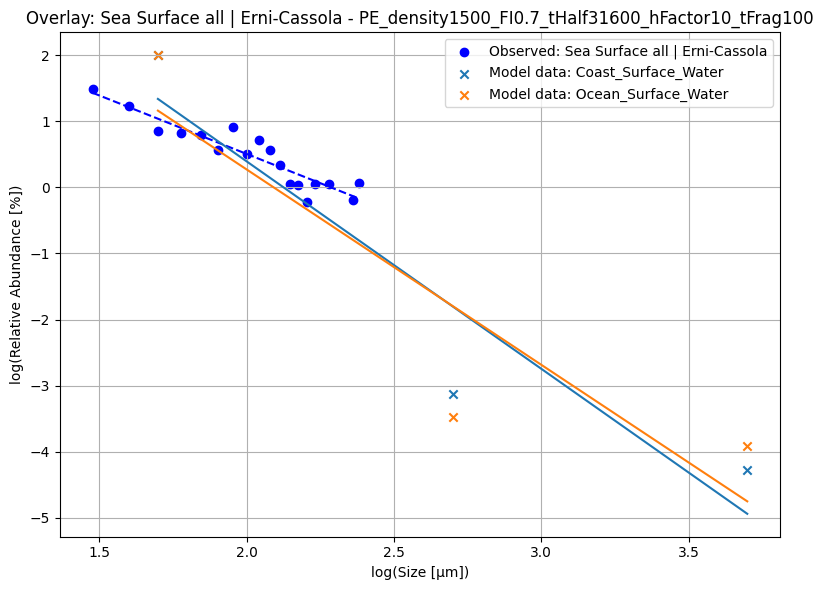 Overlay: Sea Surface all | Erni-Cassola - PE_density1500_FI0.7_tHalf31600_hFactor10_tFrag100
Observed: Sea Surface all | Erni-Cassola
Model data: Coast_Surface_Water
Model data: Ocean_Surface_Water
log(Relative Abundance [%])
2
1
0
−1
−2
−3
−4
−5
1.5
2.0
2.5
3.0
3.5
log(Size [µm])